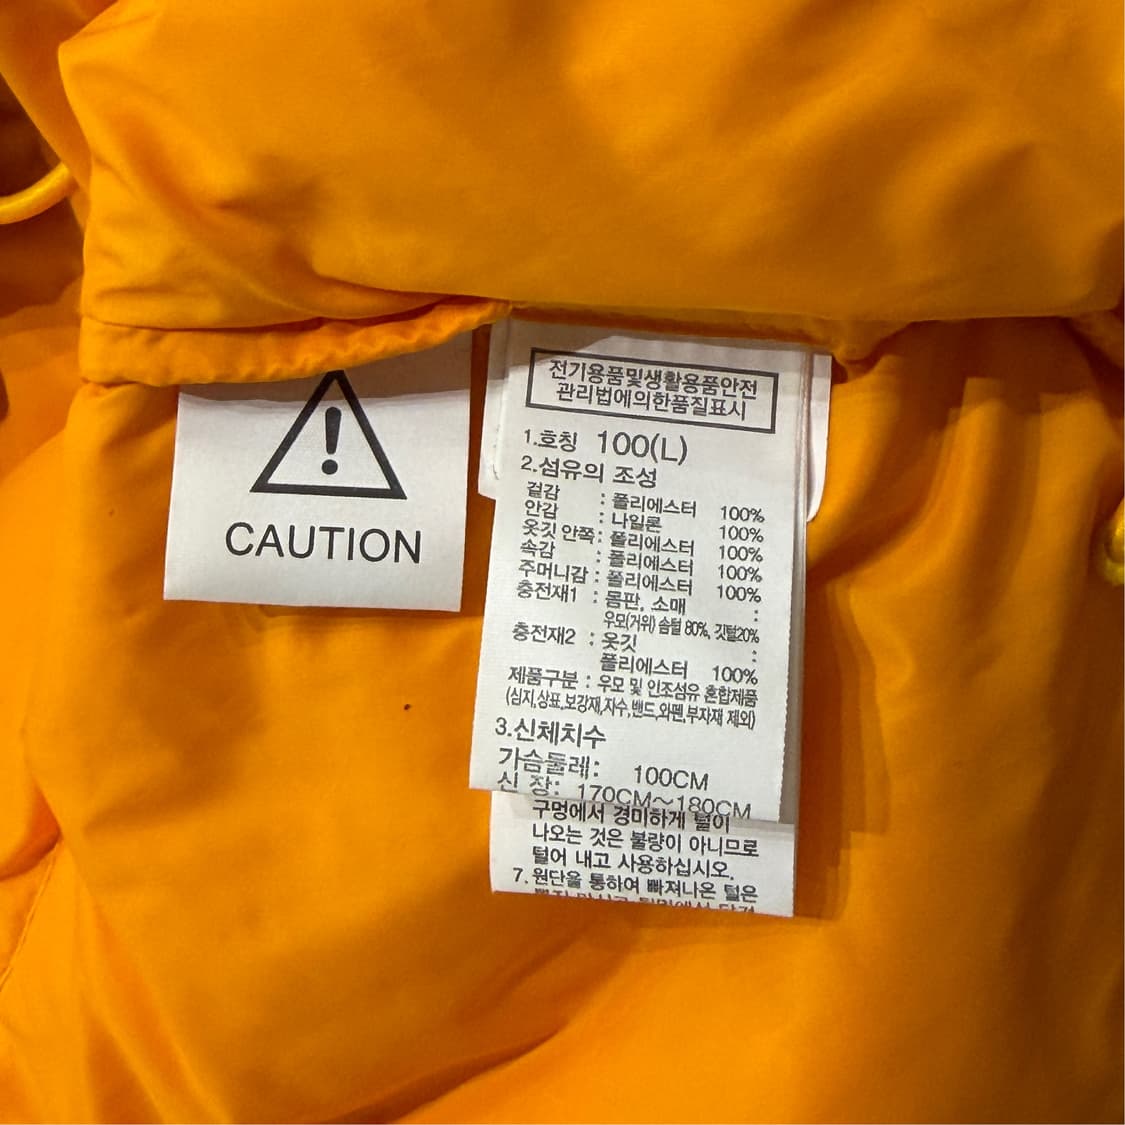 !
CAUTION
전기용품및생활용품안전
관리법에의한품질표시
1.호칭 100(L)
2.섬유의 조성
겉감 : 폴리에스터 100%
안감 : 나일론 100%
옷깃 안쪽 : 폴리에스터 100%
속감 : 폴리에스터 100%
주머니감 : 폴리에스터 100%
충전재1 : 몸판, 소매 :
우모(거위) 솜털 80%, 깃털20%
충전재2 : 옷깃 :
폴리에스터 100%
제품구분 : 우모 및 인조섬유 혼합제품
(심지,상표,보강재,자수,밴드,와펜,부자재 제외)
3.신체치수
가슴둘레: 100CM
신 장: 170CM~180CM
구멍에서 경미하게 털이
나오는 것은 불량이 아니므로
털어 내고 사용하십시오.
7. 원단을 통하여 빠져나온 털은